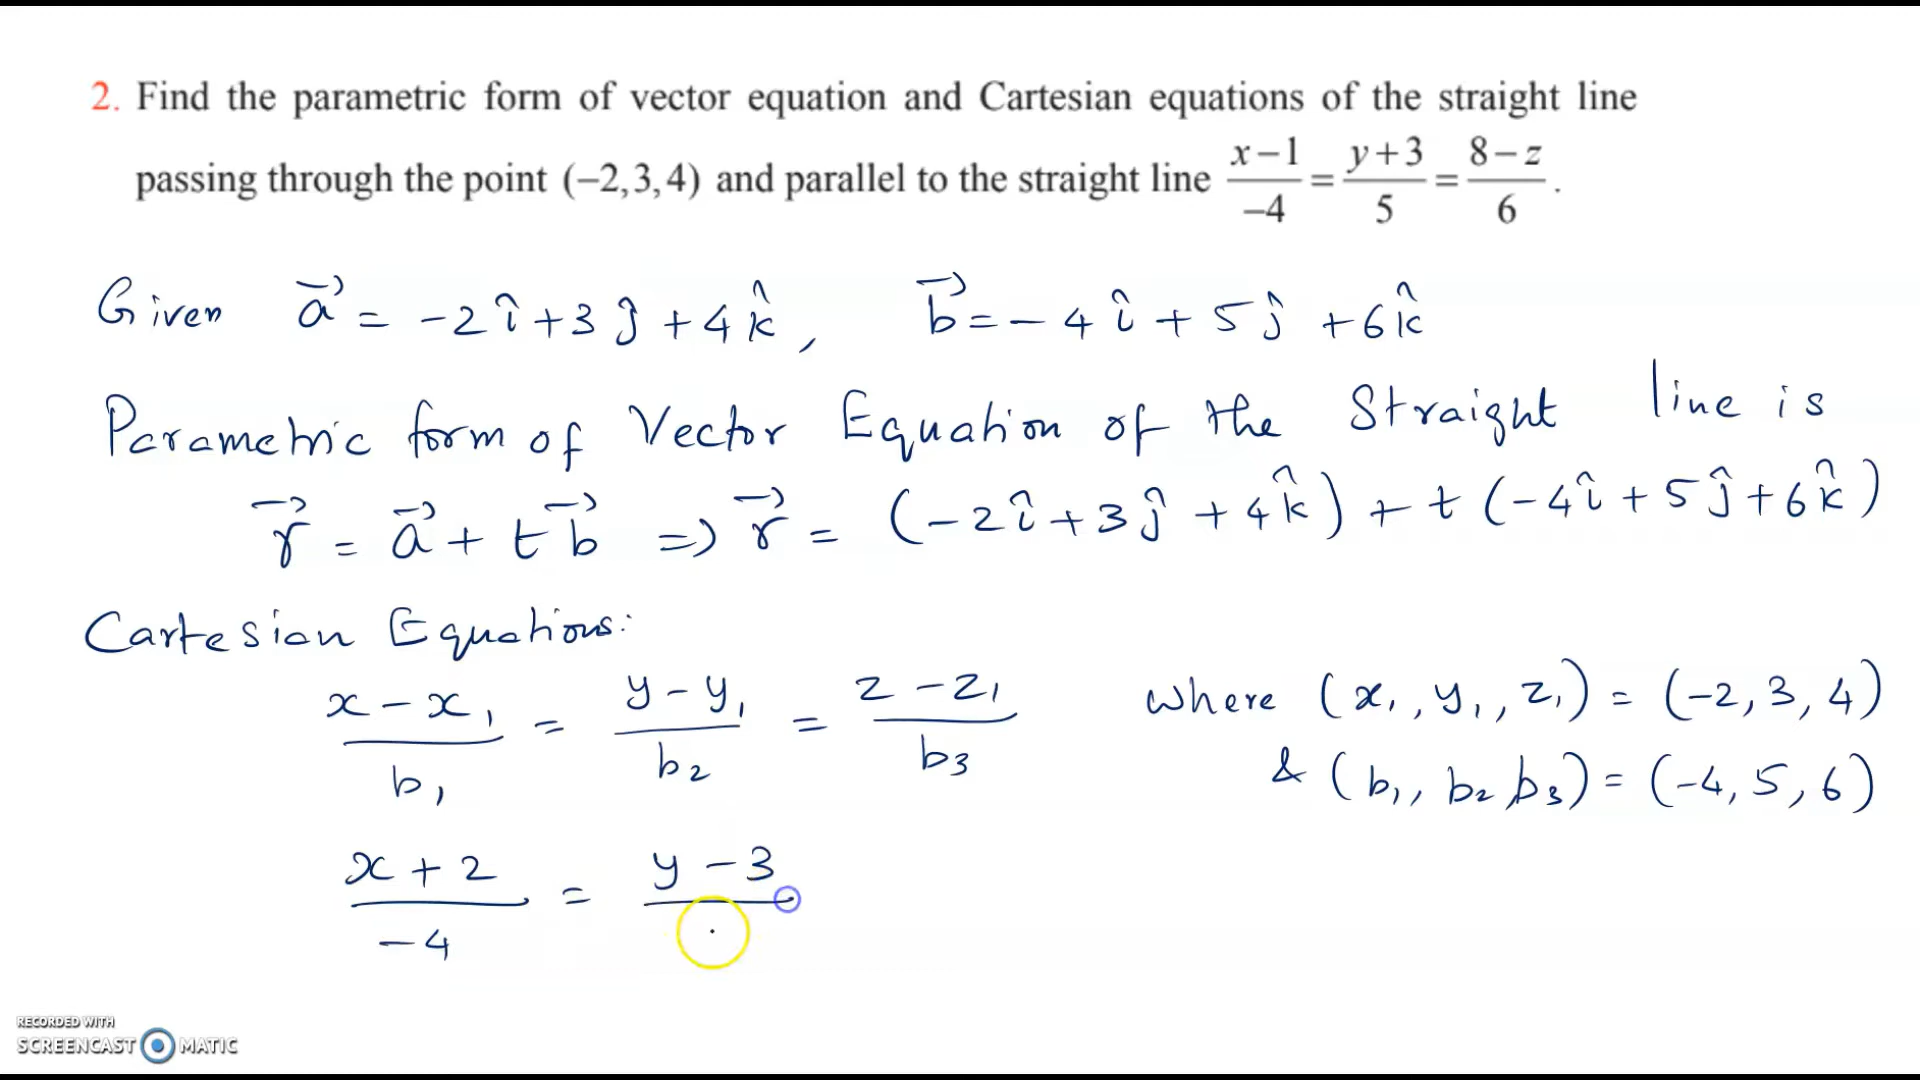 2. Find the parametric form of vector equation and Cartesian equations of the straight line
passing through the point (−2,3,4) and parallel to the straight line (x−1)/−4 = (y+3)/5 = (8−z)/6.
Given a⃗ = -2î+3ĵ+4k̂, b⃗ = -4î+5ĵ+6k̂
Parametric form of Vector Equation of the Straight line is
r⃗ = a⃗ + t b⃗ => r⃗ = (-2î+3ĵ+4k̂) + t(-4î+5ĵ+6k̂)
Cartesian Equations:
(x-x₁)/b₁ = (y-y₁)/b₂ = (z-z₁)/b₃ where (x₁,y₁,z₁) = (-2,3,4)
& (b₁,b₂,b₃) = (-4,5,6)
(x+2)/-4 = (y-3)/
RECORDED WITH
SCREENCAST MATIC